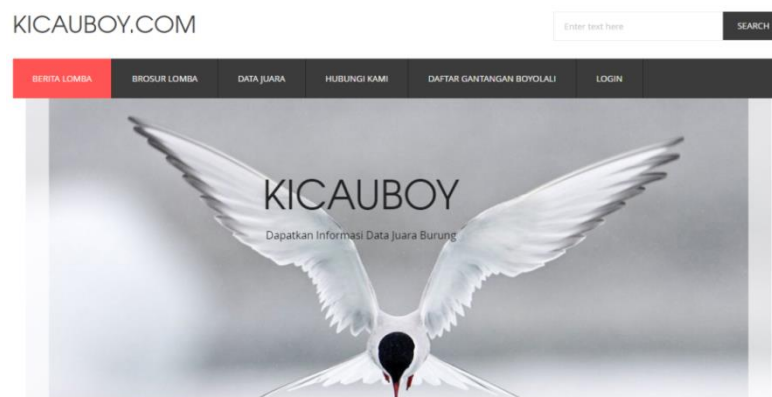 KICAUBOY.COM
Enter text here
SEARCH
BERITA LOMBA
BROSUR LOMBA
DATA JUARA
HUBUNGI KAMI
DAFTAR GANTANGAN BOYOLALI
LOGIN
KICAUBOY
Dapatkan Informasi Data Juara Burung